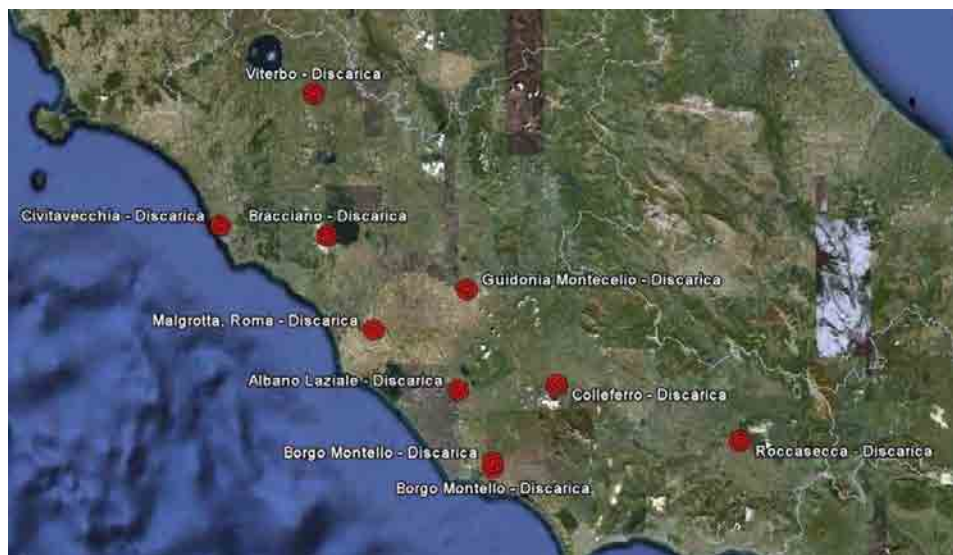 Viterbo - Discarica
Civitavecchia - Discarica
Bracciano - Discarica
Guidonia Montecelio - Discarica
Malgrotta, Roma - Discarica
Albano Laziale - Discarica
Colleferro - Discarica
Borgo Montello - Discarica
Roccasecca - Discarica
Borgo Montello - Discarica